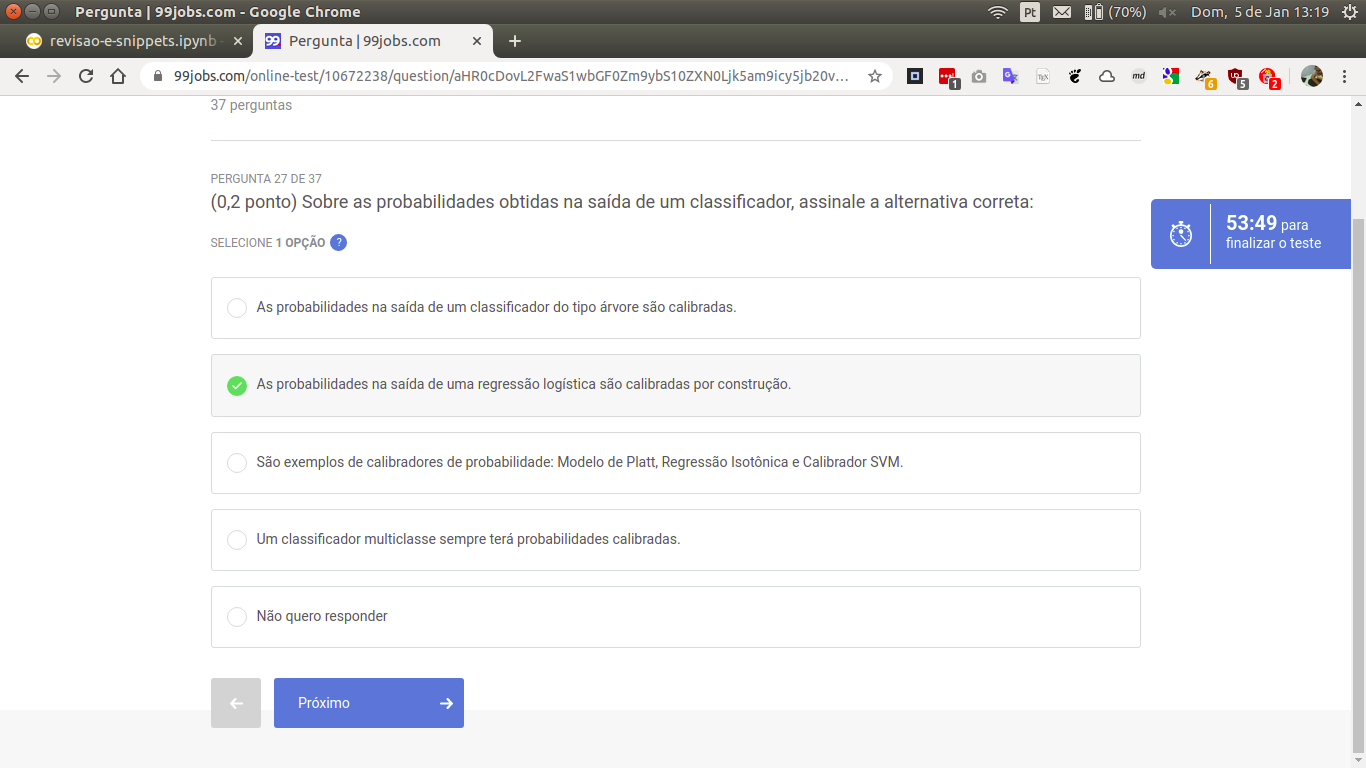 Pergunta | 99jobs.com - Google Chrome
Pt
(70%)
Dom, 5 de Jan 13:19
revisao-e-snippets.ipynb
Pergunta | 99jobs.com
99jobs.com/online-test/10672238/question/aHR0cDovL2FwaS1wbGF0Zm9ybS10ZXN0Ljk5am9icy5jb20v...
1
md
6
5
2
37 perguntas
PERGUNTA 27 DE 37
(0,2 ponto) Sobre as probabilidades obtidas na saída de um classificador, assinale a alternativa correta:
SELECIONE 1 OPÇÃO ?
53:49 para
finalizar o teste
As probabilidades na saída de um classificador do tipo árvore são calibradas.
As probabilidades na saída de uma regressão logística são calibradas por construção.
São exemplos de calibradores de probabilidade: Modelo de Platt, Regressão Isotônica e Calibrador SVM.
Um classificador multiclasse sempre terá probabilidades calibradas.
Não quero responder
Próximo